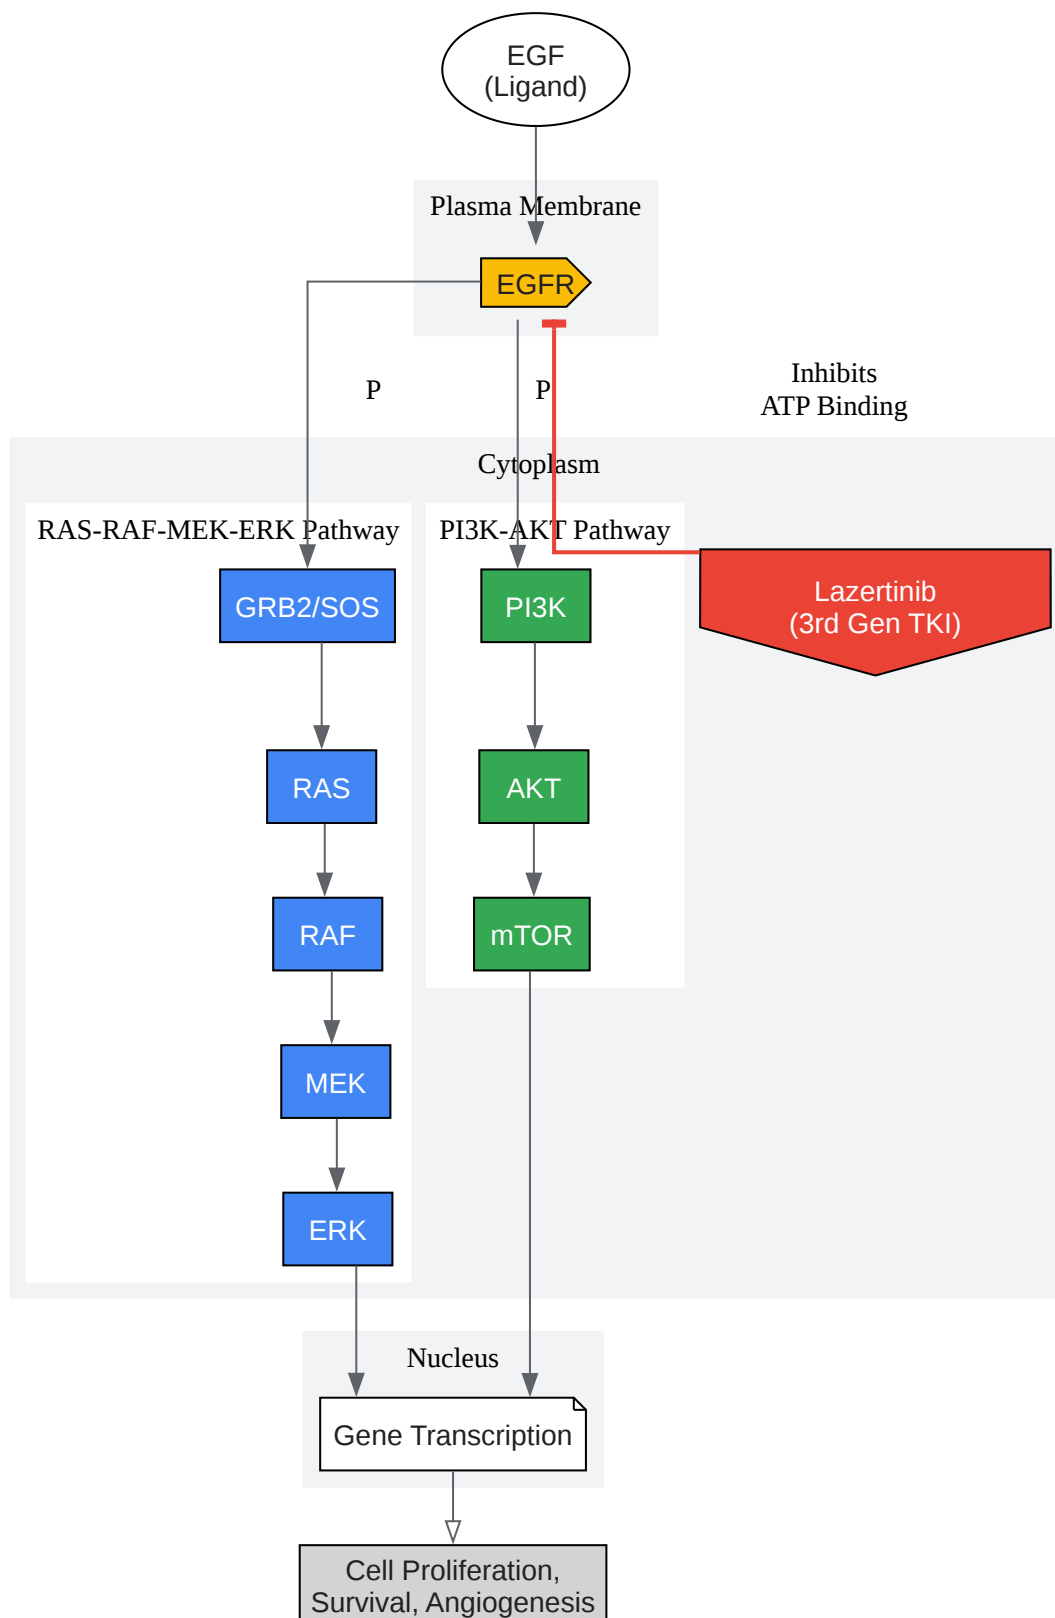 EGF
(Ligand)
Plasma Membrane
EGFR
P
P
Inhibits
ATP Binding
Cytoplasm
RAS-RAF-MEK-ERK Pathway
PI3K-AKT Pathway
GRB2/SOS
PI3K
Lazertinib
(3rd Gen TKI)
RAS
AKT
RAF
mTOR
MEK
ERK
Nucleus
Gene Transcription
Cell Proliferation,
Survival, Angiogenesis